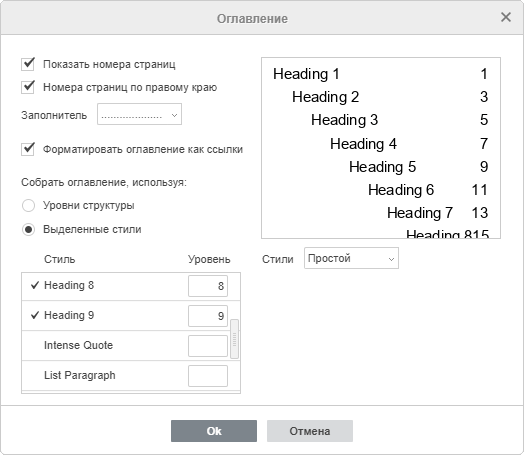 Оглавление
Показать номера страниц
Номера страниц по правому краю
Заполнитель ....................
Форматировать оглавление как ссылки
Собрать оглавление, используя:
Уровни структуры
Выделенные стили
Стиль Уровень
Heading 8 8
Heading 9 9
Intense Quote
List Paragraph
Heading 1 1
Heading 2 3
Heading 3 5
Heading 4 7
Heading 5 9
Heading 6 11
Heading 7 13
Heading 815
Стили Простой
Ok Отмена